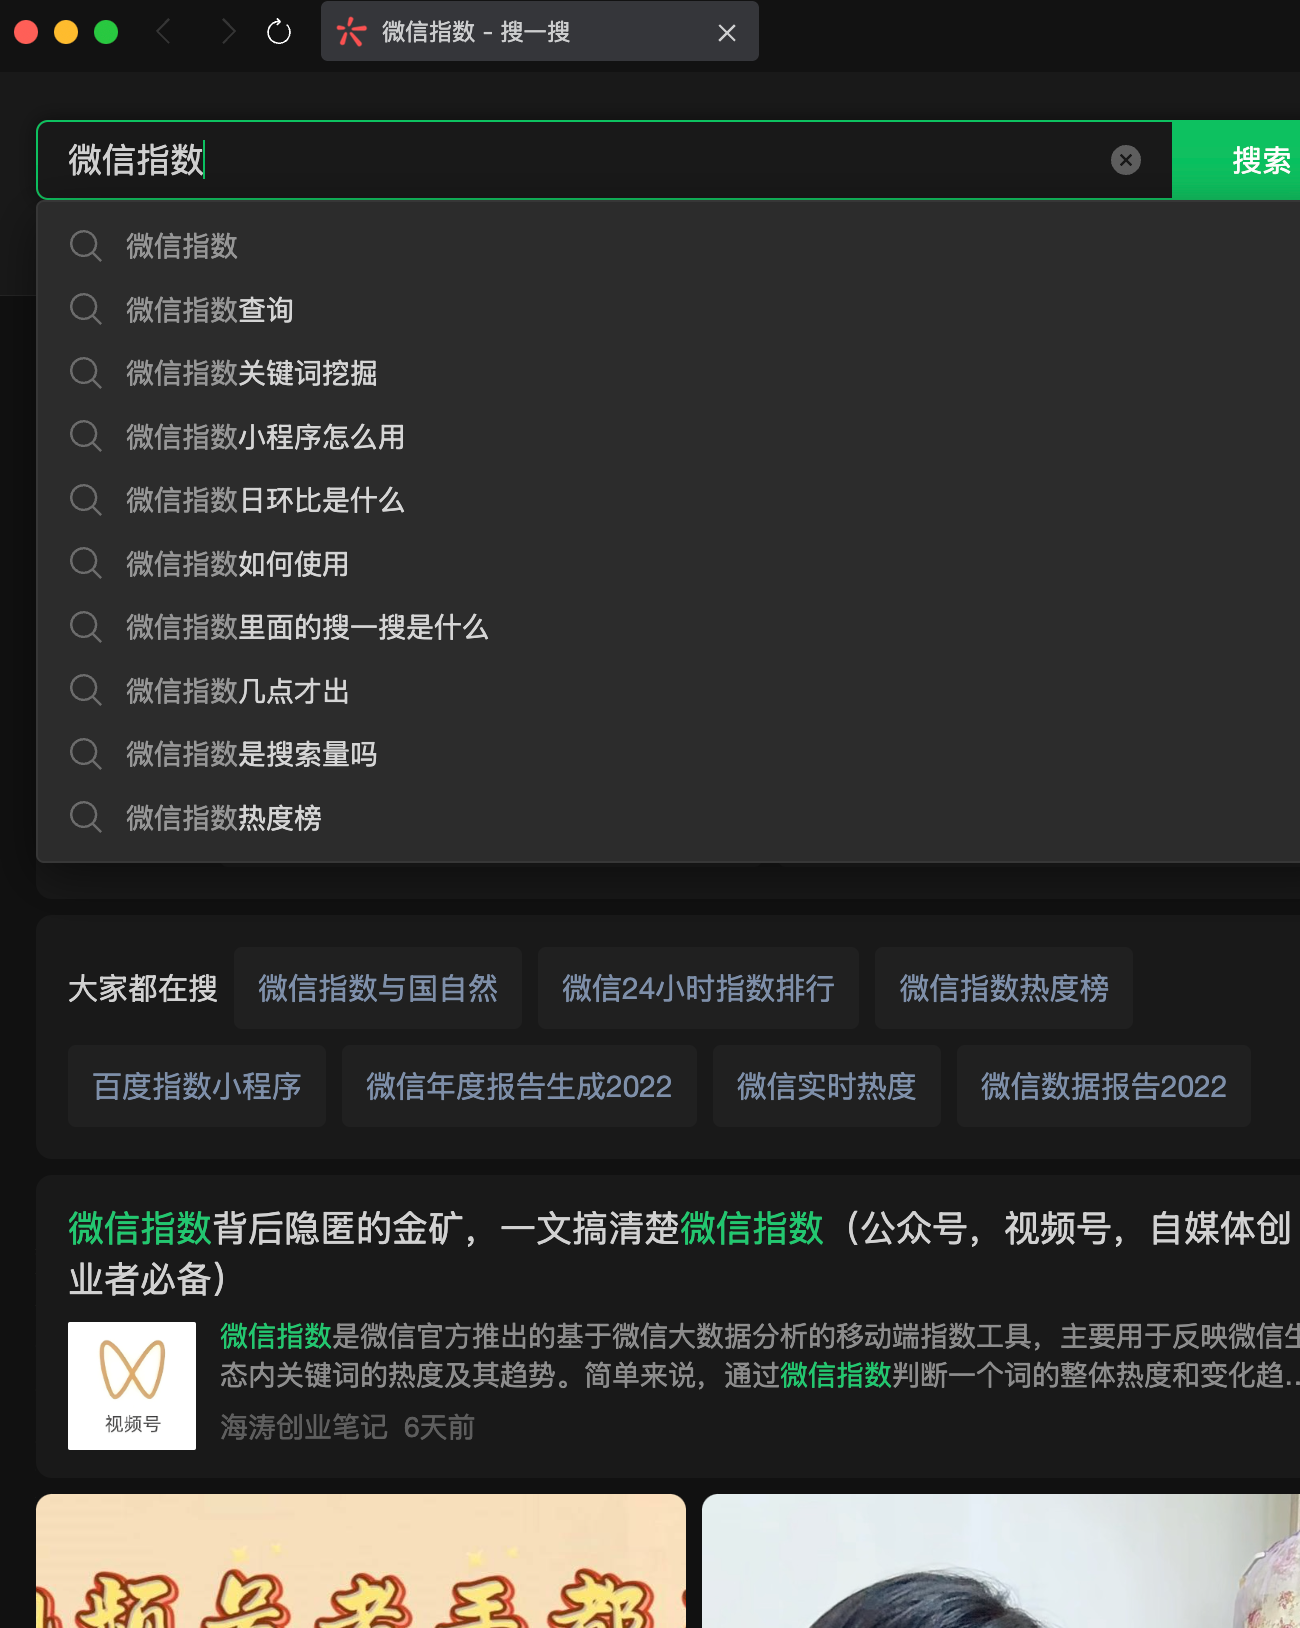 微信指数 - 搜一搜
微信指数
搜索
微信指数
微信指数查询
微信指数关键词挖掘
微信指数小程序怎么用
微信指数日环比是什么
微信指数如何使用
微信指数里面的搜一搜是什么
微信指数几点才出
微信指数是搜索量吗
微信指数热度榜
大家都在搜 微信指数与国自然 微信24小时指数排行 微信指数热度榜
百度指数小程序 微信年度报告生成2022 微信实时热度 微信数据报告2022
微信指数背后隐匿的金矿，一文搞清楚微信指数（公众号，视频号，自媒体创
业者必备）
微信指数是微信官方推出的基于微信大数据分析的移动端指数工具，主要用于反映微信生
态内关键词的热度及其趋势。简单来说，通过微信指数判断一个词的整体热度和变化趋...
视频号
海涛创业笔记 6天前